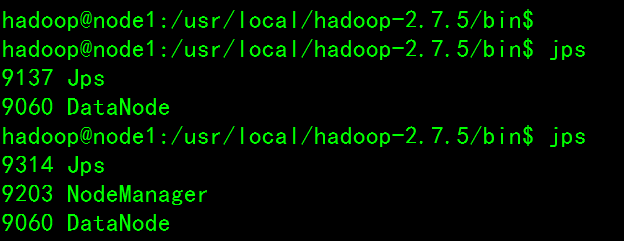 hadoop@node1:/usr/local/hadoop-2.7.5/bin$
hadoop@node1:/usr/local/hadoop-2.7.5/bin$ jps
9137 Jps
9060 DataNode
hadoop@node1:/usr/local/hadoop-2.7.5/bin$ jps
9314 Jps
9203 NodeManager
9060 DataNode